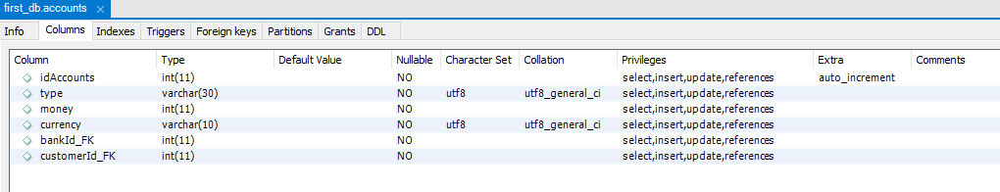 first_db.accounts ×
Info Columns Indexes Triggers Foreign keys Partitions Grants DDL
Column Type Default Value Nullable Character Set Collation Privileges Extra Comments
idAccounts int(11) NO select,insert,update,references auto_increment
type varchar(30) NO utf8 utf8_general_ci select,insert,update,references
money int(11) NO select,insert,update,references
currency varchar(10) NO utf8 utf8_general_ci select,insert,update,references
bankId_FK int(11) NO select,insert,update,references
customerId_FK int(11) NO select,insert,update,references